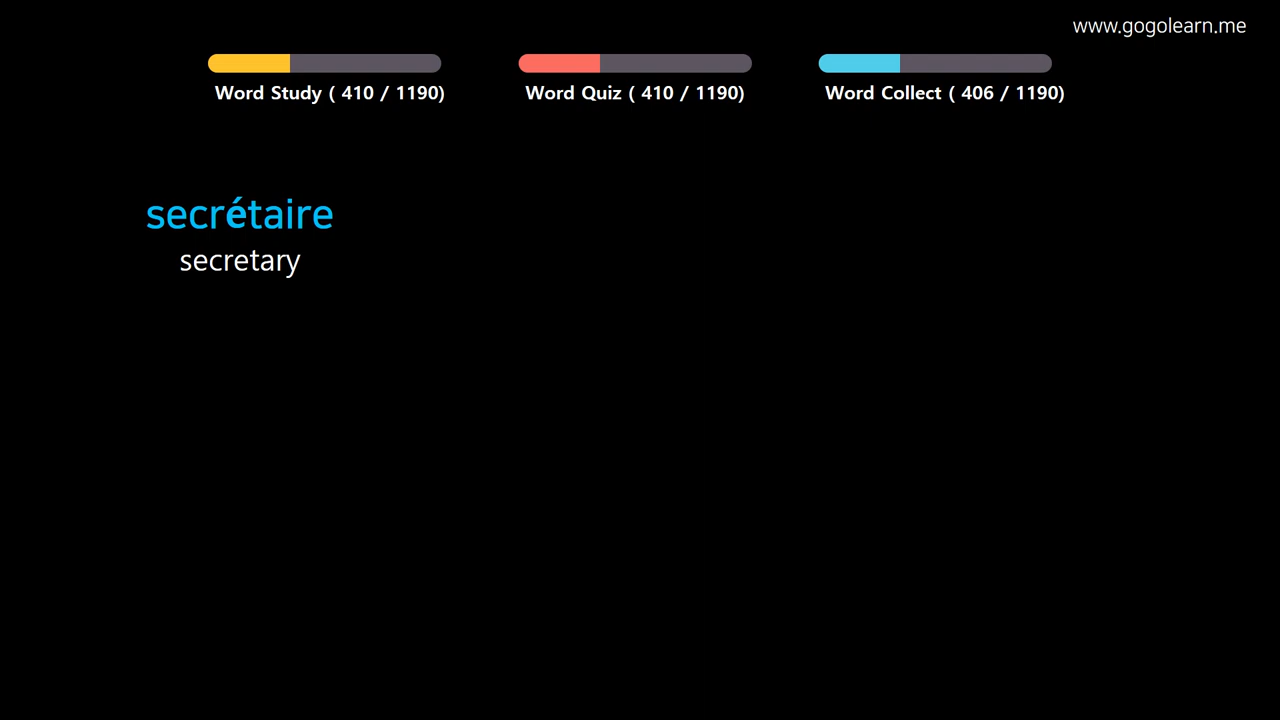 www.gogolearn.me
Word Study ( 410 / 1190)
Word Quiz ( 410 / 1190)
Word Collect ( 406 / 1190)
secrétaire
secretary